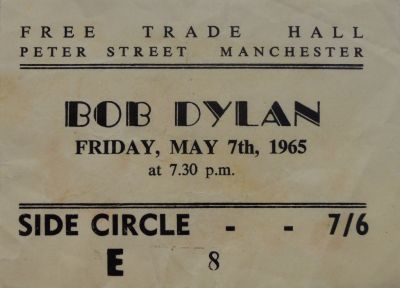 FREE TRADE HALL
PETER STREET MANCHESTER
BOB DYLAN
FRIDAY, MAY 7th, 1965
at 7.30 p.m.
SIDE CIRCLE - - 7/6
E 8